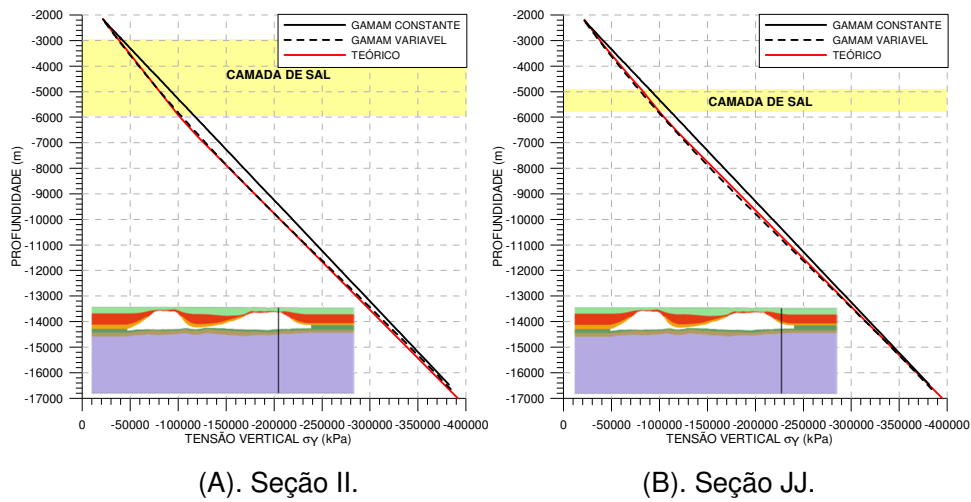 GAMAM CONSTANTE
GAMAM VARIAVEL
TEÓRICO
CAMADA DE SAL
PROFUNDIDADE (m)
-2000
-3000
-4000
-5000
-6000
-7000
-8000
-9000
-10000
-11000
-12000
-13000
-14000
-15000
-16000
-17000
0 -50000 -100000 -150000 -200000 -250000 -300000 -350000 -400000
TENSÃO VERTICAL σY (kPa)
(A). Seção II.
GAMAM CONSTANTE
GAMAM VARIAVEL
TEÓRICO
CAMADA DE SAL
PROFUNDIDADE (m)
-2000
-3000
-4000
-5000
-6000
-7000
-8000
-9000
-10000
-11000
-12000
-13000
-14000
-15000
-16000
-17000
0 -50000 -100000 -150000 -200000 -250000 -300000 -350000 -400000
TENSÃO VERTICAL σY (kPa)
(B). Seção JJ.